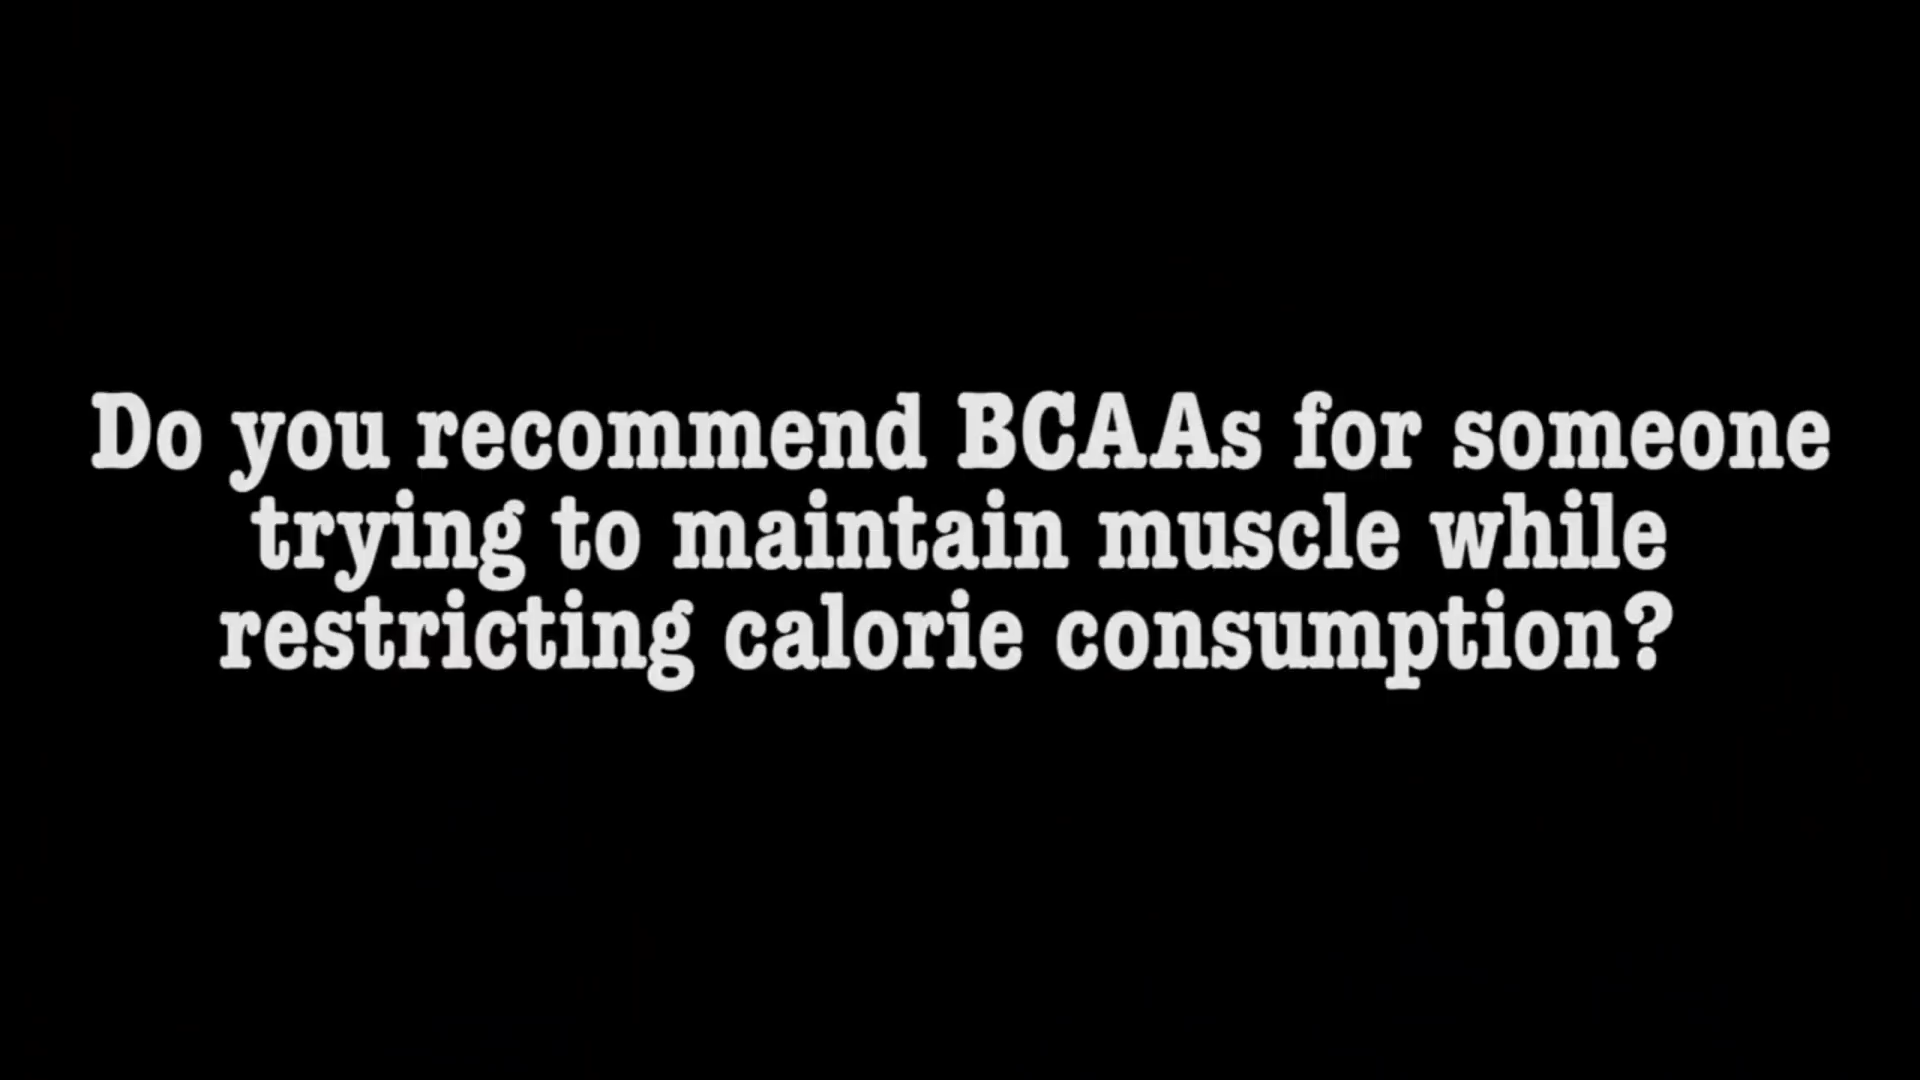 Do you recommend BCAAs for someone
trying to maintain muscle while
restricting calorie consumption?